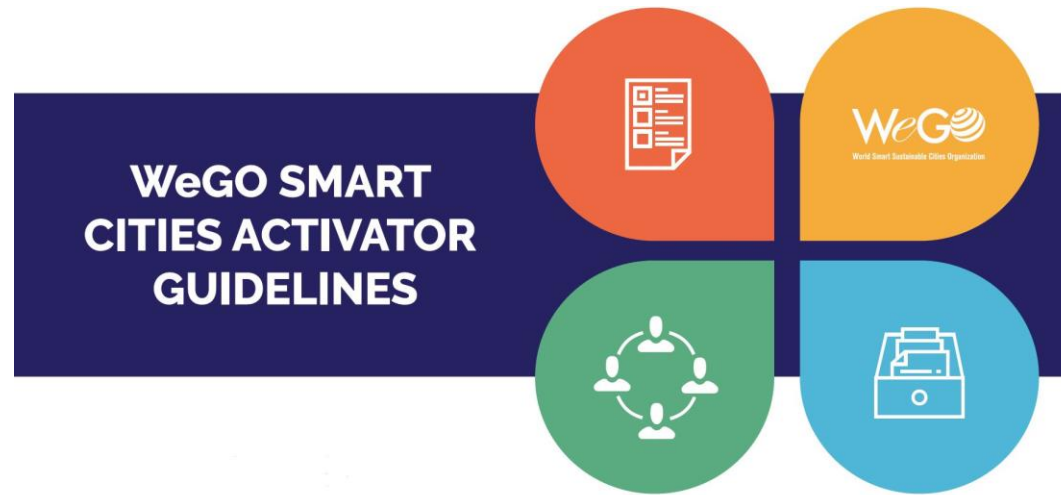 WeGO SMART
CITIES ACTIVATOR
GUIDELINES
WeGO
World Smart Sustainable Cities Organization